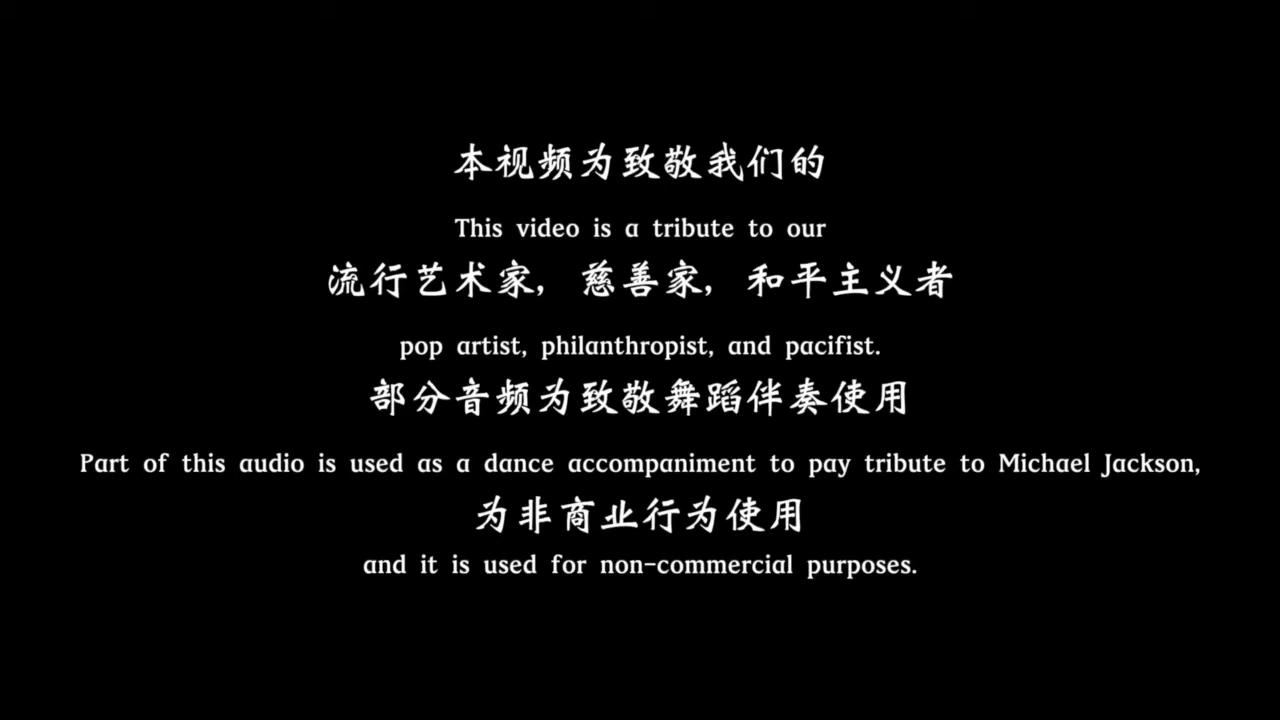 本视频为致敬我们的
This video is a tribute to our
流行艺术家, 慈善家, 和平主义者
pop artist, philanthropist, and pacifist.
部分音频为致敬舞蹈伴奏使用
Part of this audio is used as a dance accompaniment to pay tribute to Michael Jackson,
为非商业行为使用
and it is used for non-commercial purposes.